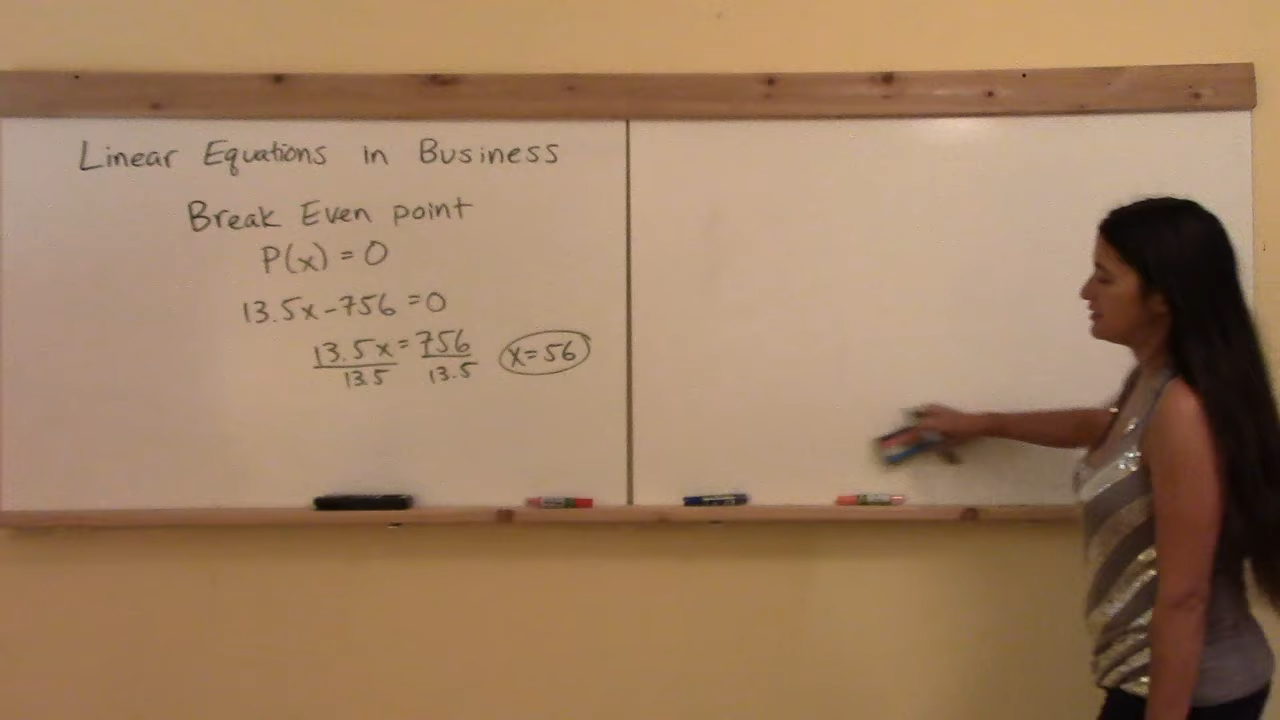 Linear Equations in Business
Break Even point
P(x) = 0
13.5x-756 = 0
13.5x = 756 x=56
13.5 13.5